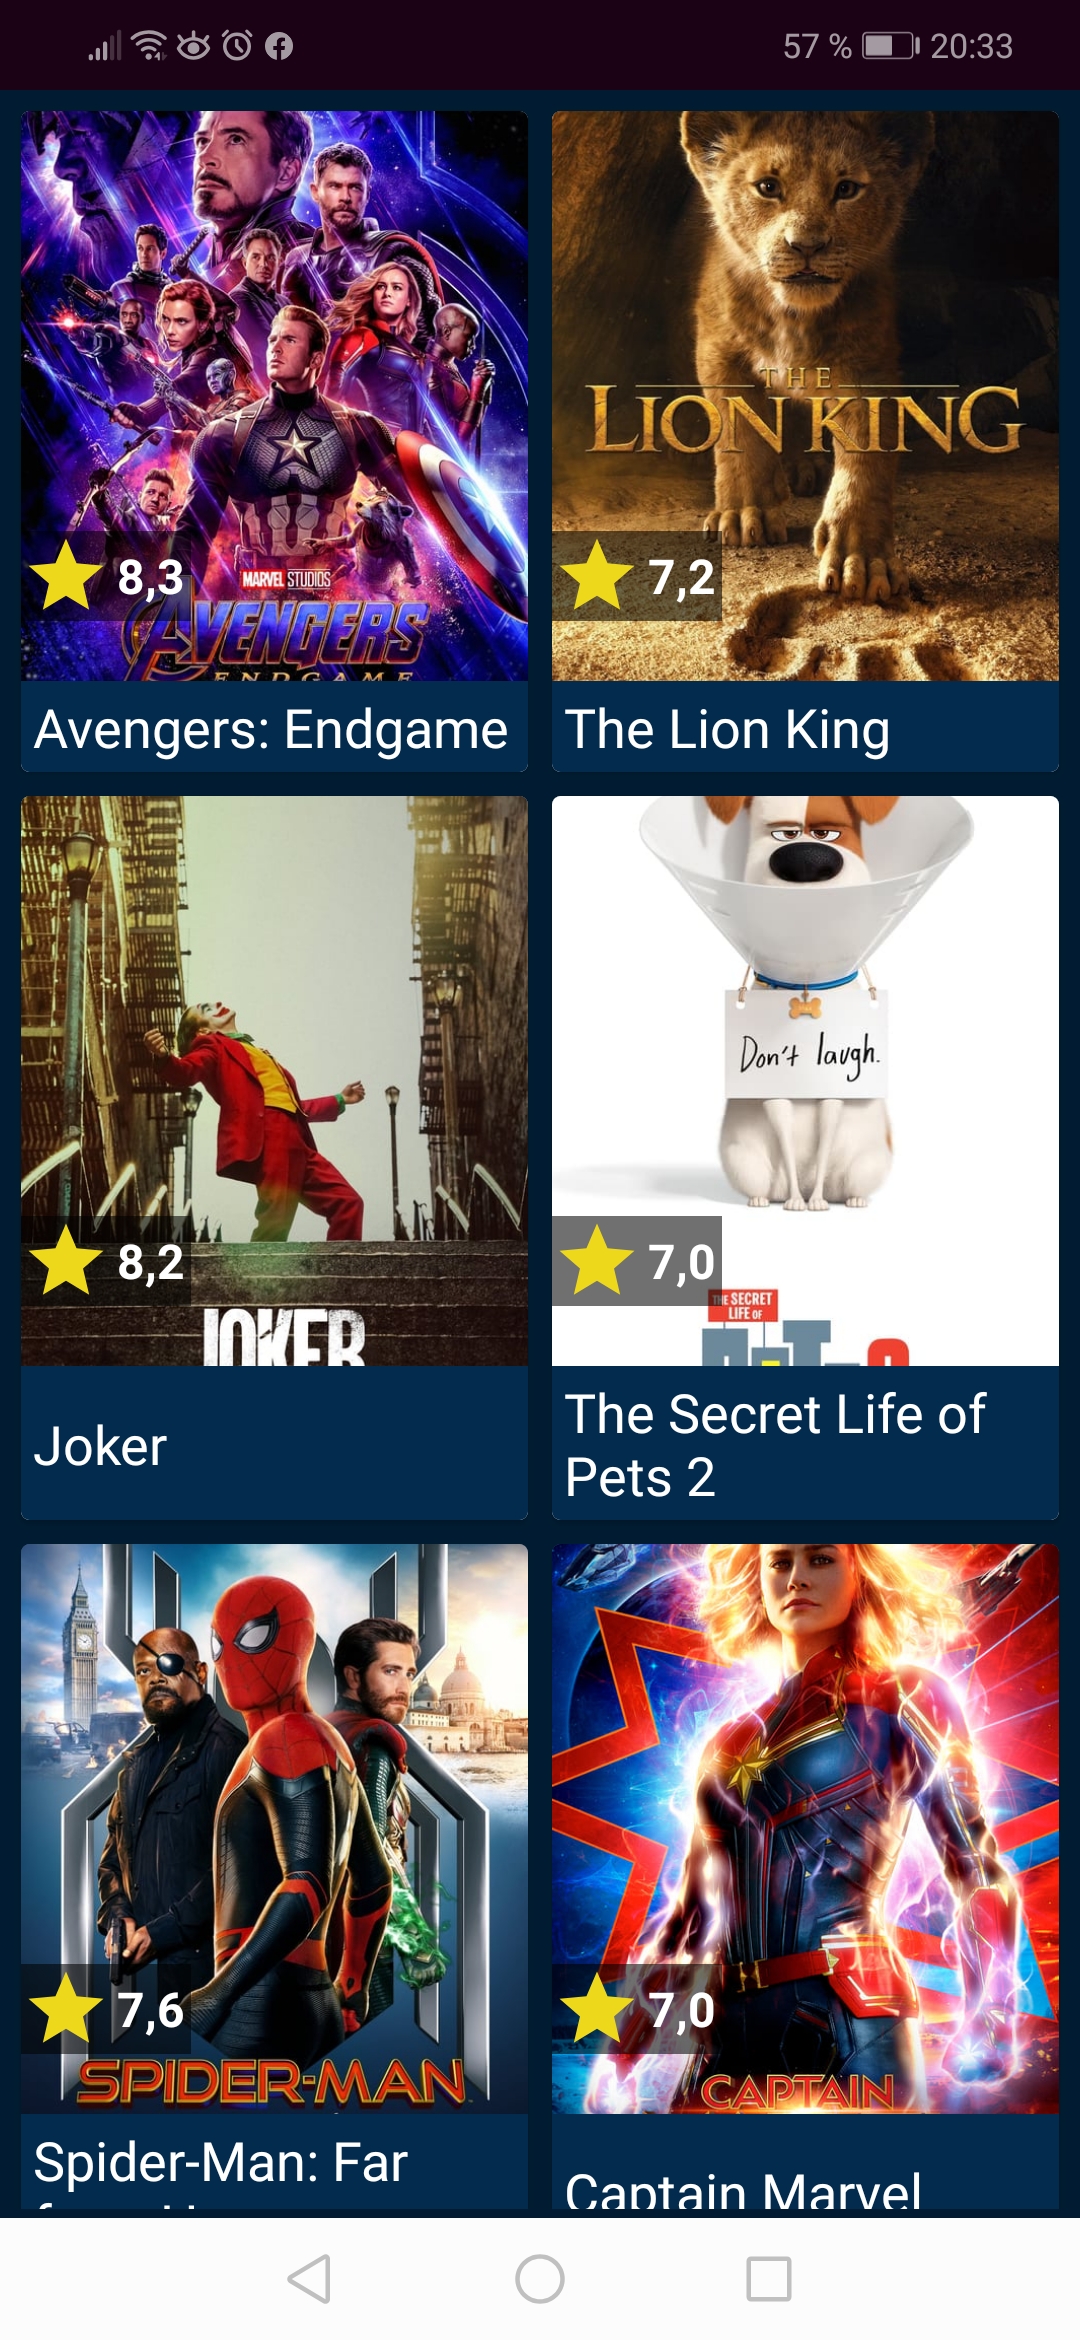 57 % 20:33
MARVEL STUDIOS
AVENGERS
ENDGAME
8,3
Avengers: Endgame
THE
LION KING
7,2
The Lion King
JOKER
8,2
Joker
Don't laugh.
THE SECRET
LIFE OF
7,0
The Secret Life of
Pets 2
7,6
SPIDER-MAN
Spider-Man: Far
7,0
CAPTAIN
Captain Marvel